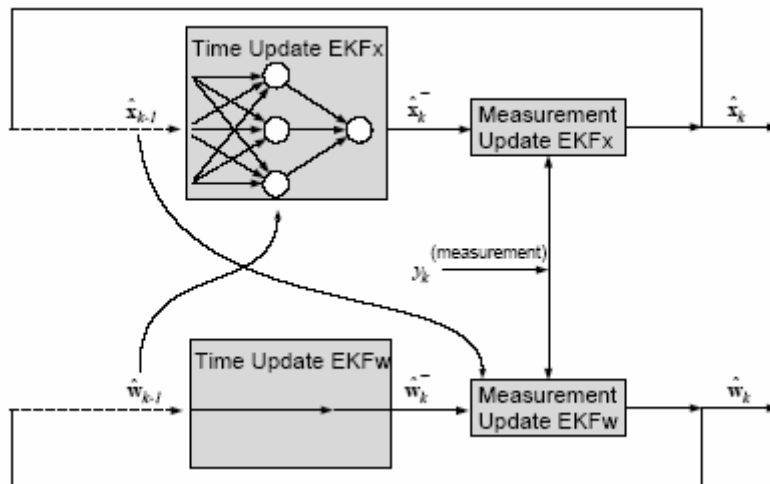 Time Update EKFx
x̂k-1
x̂k⁻
Measurement
Update EKFx
x̂k
(measurement)
yk
Time Update EKFw
ŵk-1
ŵk⁻
Measurement
Update EKFw
ŵk